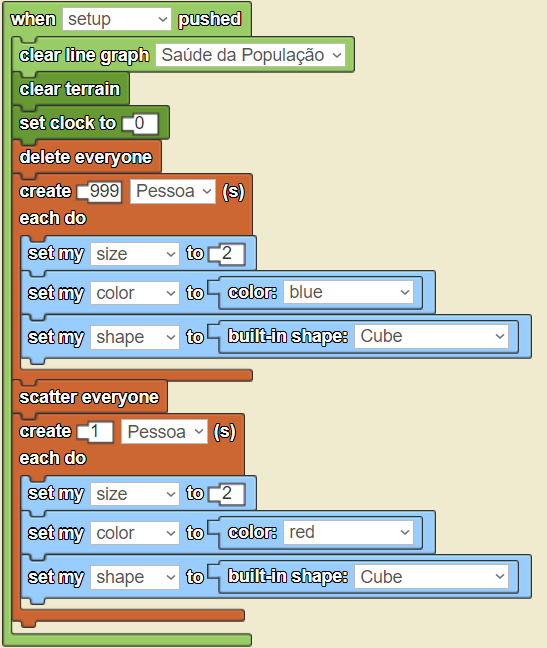 when setup pushed
clear line graph Saúde da População
clear terrain
set clock to 0
delete everyone
create 999 Pessoa (s)
each do
set my size to 2
set my color to color: blue
set my shape to built-in shape: Cube
scatter everyone
create 1 Pessoa (s)
each do
set my size to 2
set my color to color: red
set my shape to built-in shape: Cube